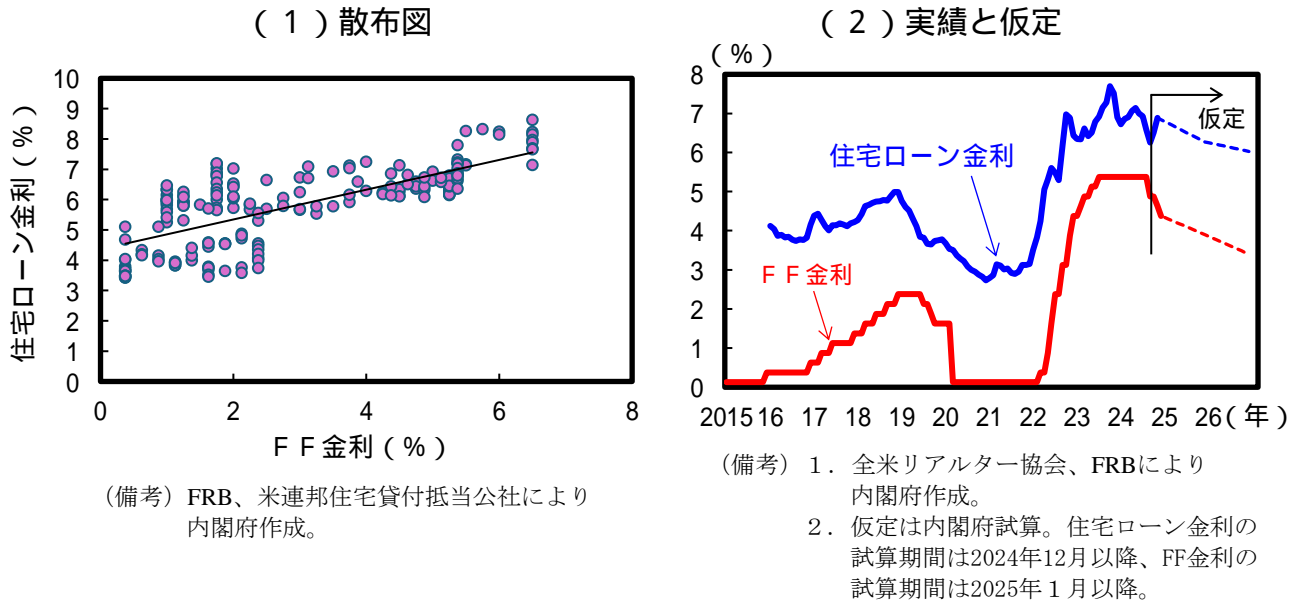 （１）散布図
住宅ローン金利（％）
10
9
8
7
6
5
4
3
2
1
0
0 2 4 6 8
ＦＦ金利（％）
（備考）FRB、米連邦住宅貸付抵当公社により
内閣府作成。
（２）実績と仮定
（％）
8
7
6
5
4
3
2
1
0
仮定
住宅ローン金利
ＦＦ金利
2015 16 17 18 19 20 21 22 23 24 25 26（年）
（備考）１．全米リアルター協会、FRBにより
内閣府作成。
２．仮定は内閣府試算。住宅ローン金利の
試算期間は2024年12月以降、FF金利の
試算期間は2025年１月以降。